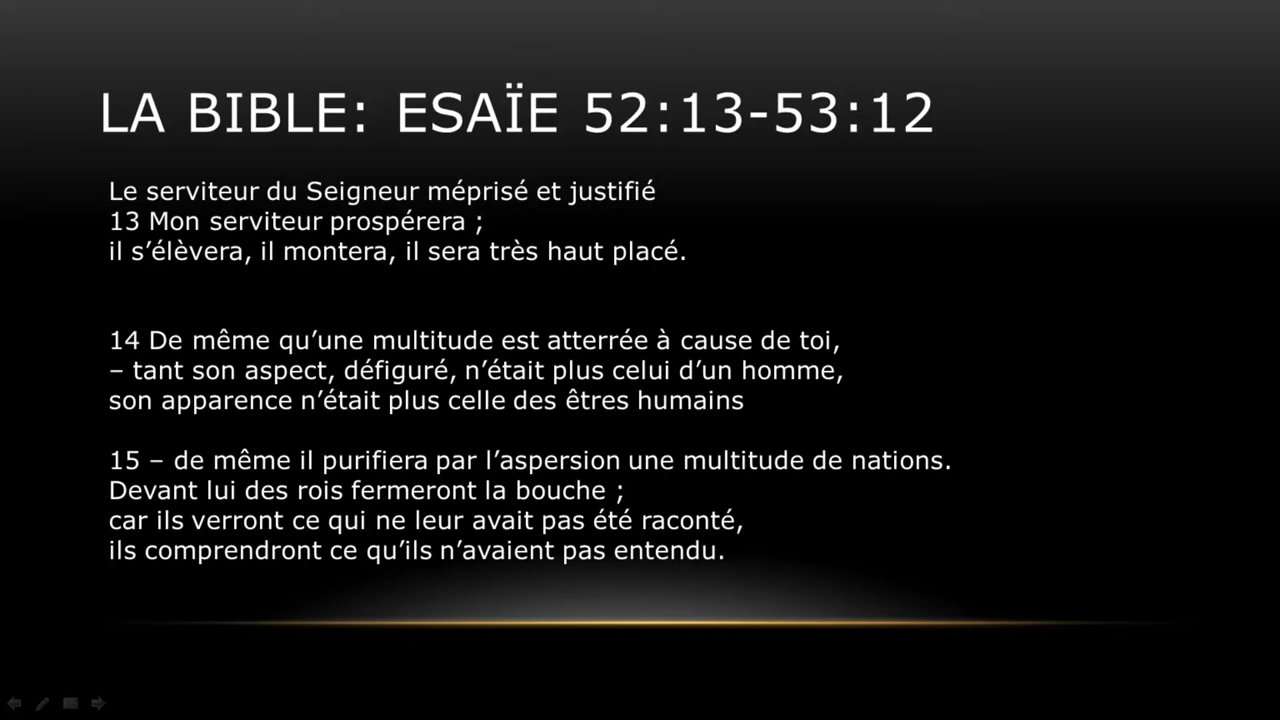 LA BIBLE: ESAÏE 52:13-53:12
Le serviteur du Seigneur méprisé et justifié
13 Mon serviteur prospérera ;
il s’élèvera, il montera, il sera très haut placé.
14 De même qu’une multitude est atterrée à cause de toi,
– tant son aspect, défiguré, n’était plus celui d’un homme,
son apparence n’était plus celle des êtres humains
15 – de même il purifiera par l’aspersion une multitude de nations.
Devant lui des rois fermeront la bouche ;
car ils verront ce qui ne leur avait pas été raconté,
ils comprendront ce qu’ils n’avaient pas entendu.